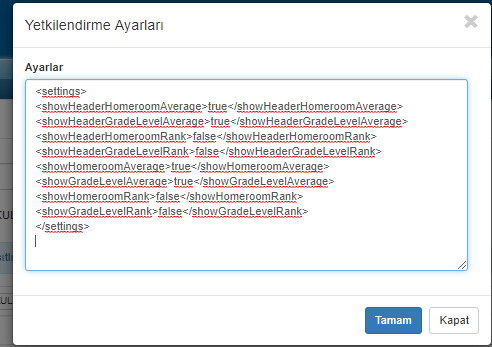 Yetkilendirme Ayarları
×
Ayarlar
<settings>
<showHeaderHomeroomAverage>true</showHeaderHomeroomAverage>
<showHeaderGradeLevelAverage>true</showHeaderGradeLevelAverage>
<showHeaderHomeroomRank>false</showHeaderHomeroomRank>
<showHeaderGradeLevelRank>false</showHeaderGradeLevelRank>
<showHomeroomAverage>true</showHomeroomAverage>
<showGradeLevelAverage>true</showGradeLevelAverage>
<showHomeroomRank>false</showHomeroomRank>
<showGradeLevelRank>false</showGradeLevelRank>
</settings>
Tamam
Kapat